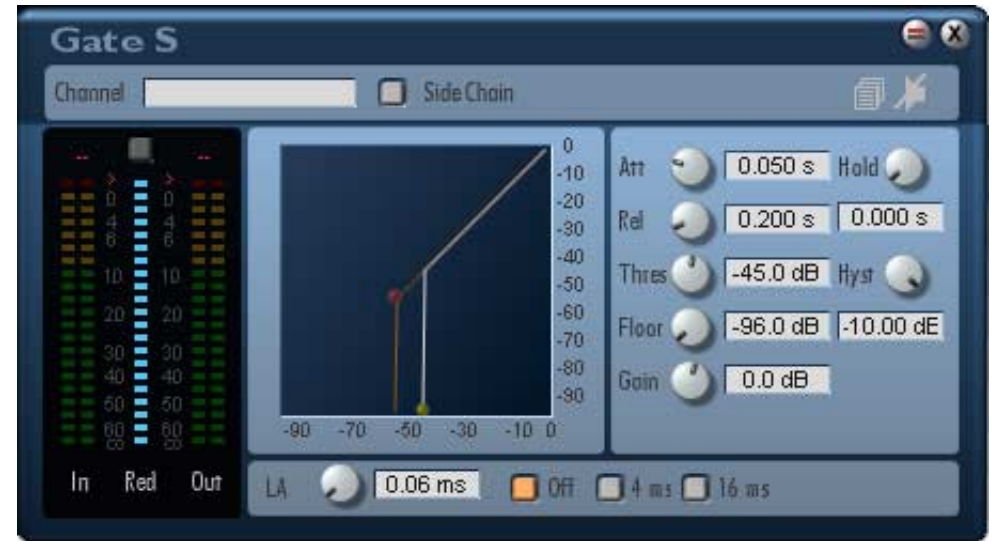 Gate S
Channel Side Chain
-- --
0 0
4 4
6 6
10 10
20 20
30 30
40 40
50 50
60 60
∞ ∞
In Red Out
0
-10
-20
-30
-40
-50
-60
-70
-80
-90
-90 -70 -50 -30 -10 0
Att 0.050 s Hold
Rel 0.200 s 0.000 s
Thres -45.0 dB Hyst
Floor -96.0 dB -10.00 dE
Gain 0.0 dB
LA 0.06 ms Off 4 ms 16 ms